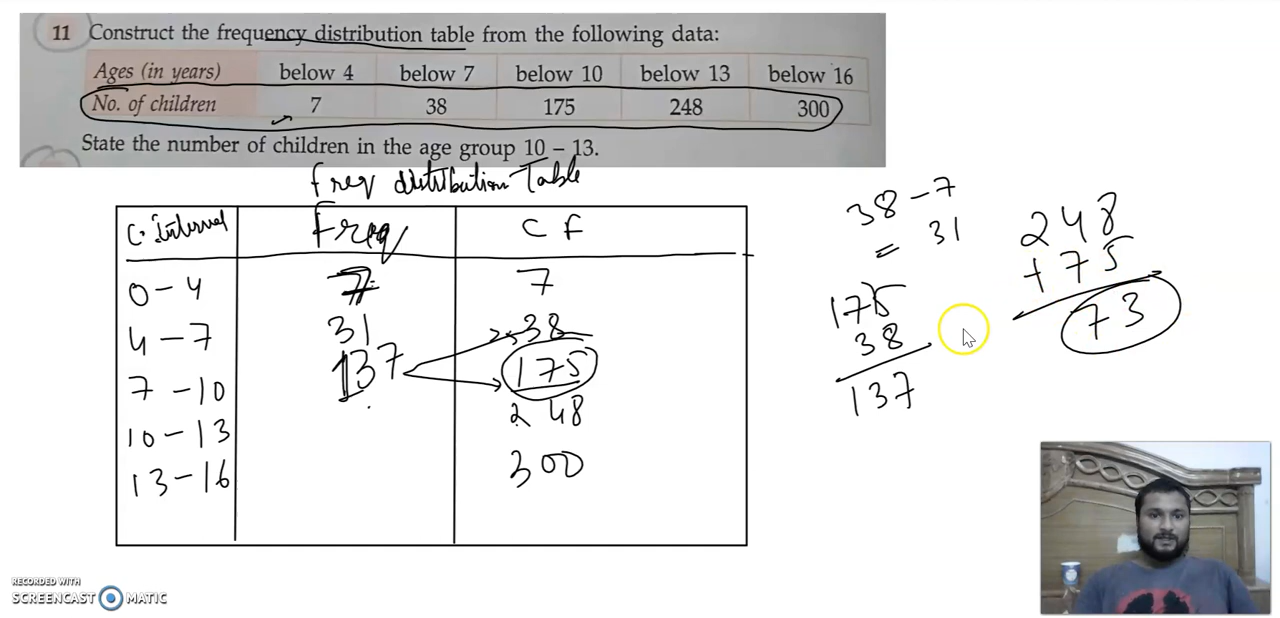 11 Construct the frequency distribution table from the following data:
Ages (in years) below 4 below 7 below 10 below 13 below 16
No. of children 7 38 175 248 300
State the number of children in the age group 10 – 13.
Freq distribution Table
C. Interval Freq C F
0 – 4 7 7
4 – 7 31 38
7 – 10 137 175
10 – 13 248
13 – 16 300
38 – 7
= 31
175
38
137
248
+ 75
73
RECORDED WITH
SCREENCAST MATIC